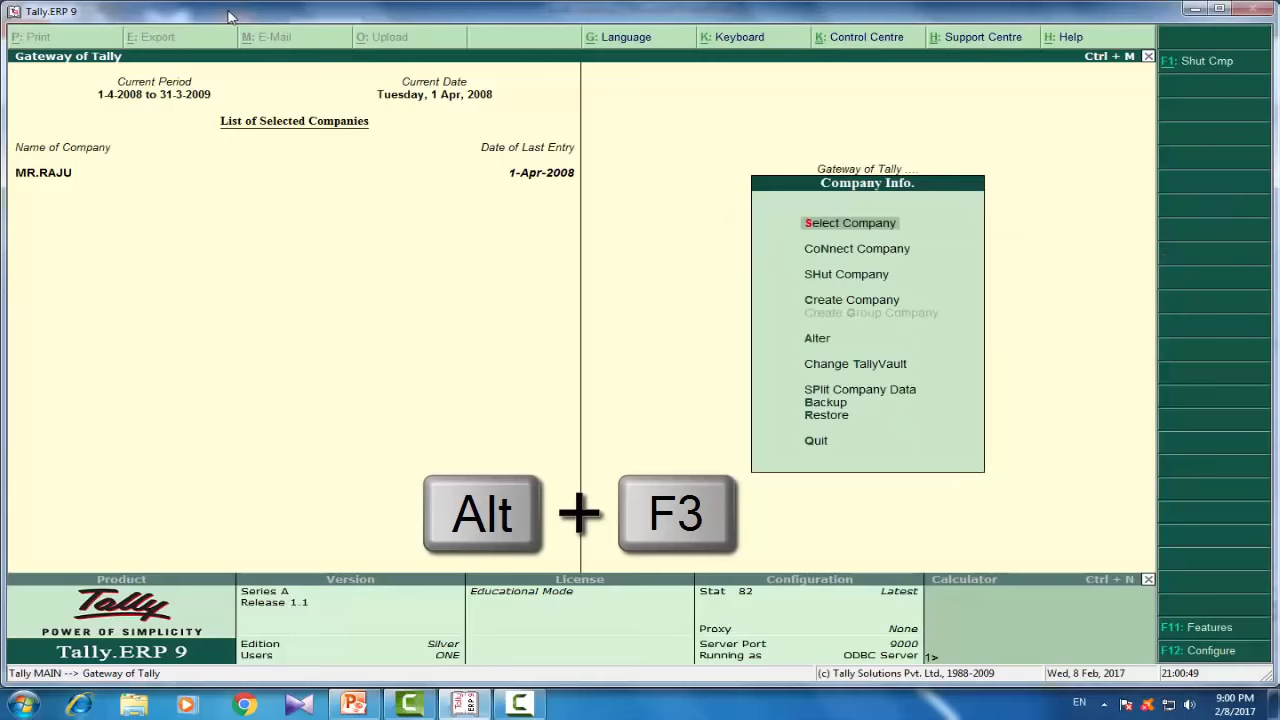 Tally.ERP 9
P: Print
E: Export
M: E-Mail
O: Upload
G: Language
K: Keyboard
K: Control Centre
H: Support Centre
H: Help
Gateway of Tally
Ctrl + M
F1: Shut Cmp
Current Period
1-4-2008 to 31-3-2009
Current Date
Tuesday, 1 Apr, 2008
List of Selected Companies
Name of Company
Date of Last Entry
MR.RAJU
1-Apr-2008
Gateway of Tally ....
Company Info.
Select Company
CoNnect Company
SHut Company
Create Company
Create Group Company
Alter
Change TallyVault
SPlit Company Data
Backup
Restore
Quit
Alt + F3
Product
Version
License
Configuration
Calculator
Ctrl + N
Tally
POWER OF SIMPLICITY
Tally.ERP 9
Series A
Release 1.1
Edition Silver
Users ONE
Educational Mode
Stat 82 Latest
Proxy None
Server Port 9000
Running as ODBC Server
1>
F11: Features
F12: Configure
Tally MAIN --> Gateway of Tally
(c) Tally Solutions Pvt. Ltd., 1988-2009
Wed, 8 Feb, 2017
21:00:49
EN
9:00 PM
2/8/2017